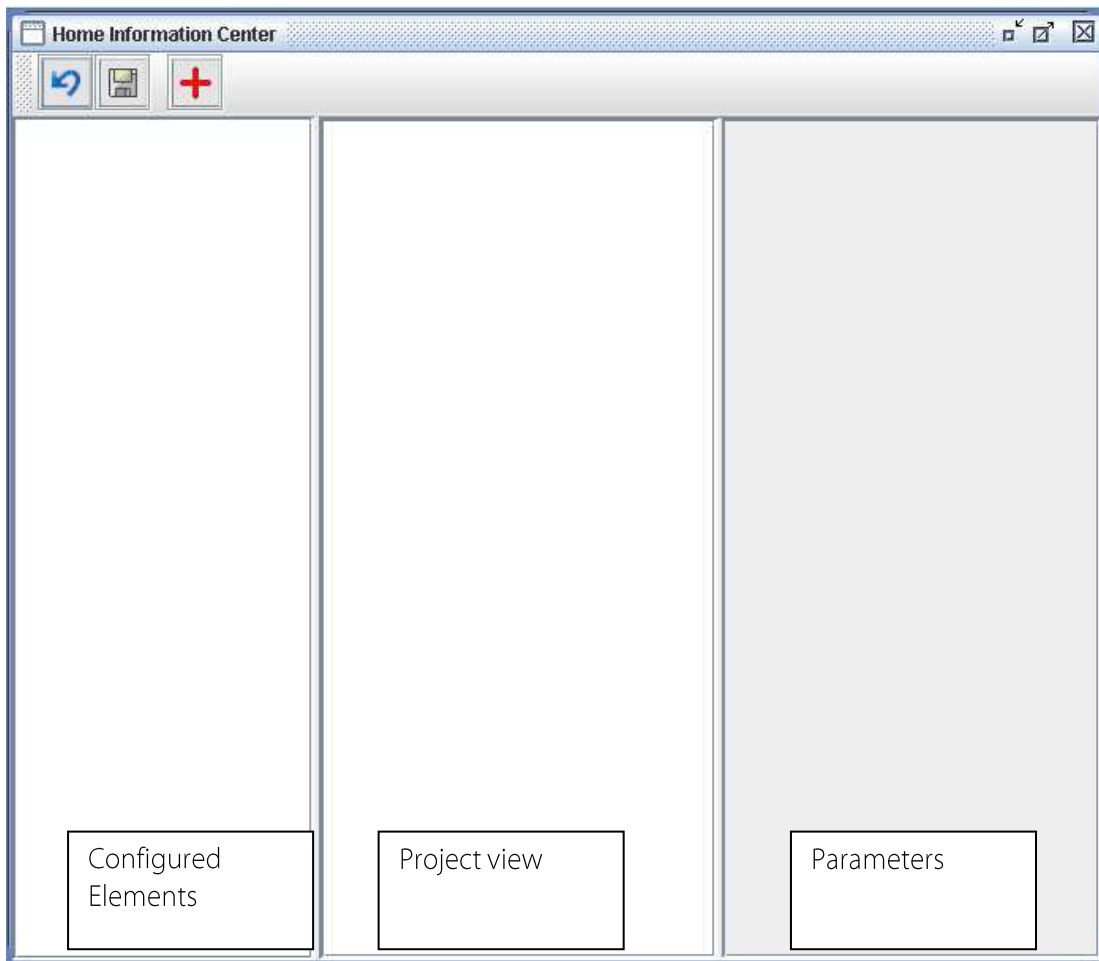 Home Information Center
Configured
Elements
Project view
Parameters